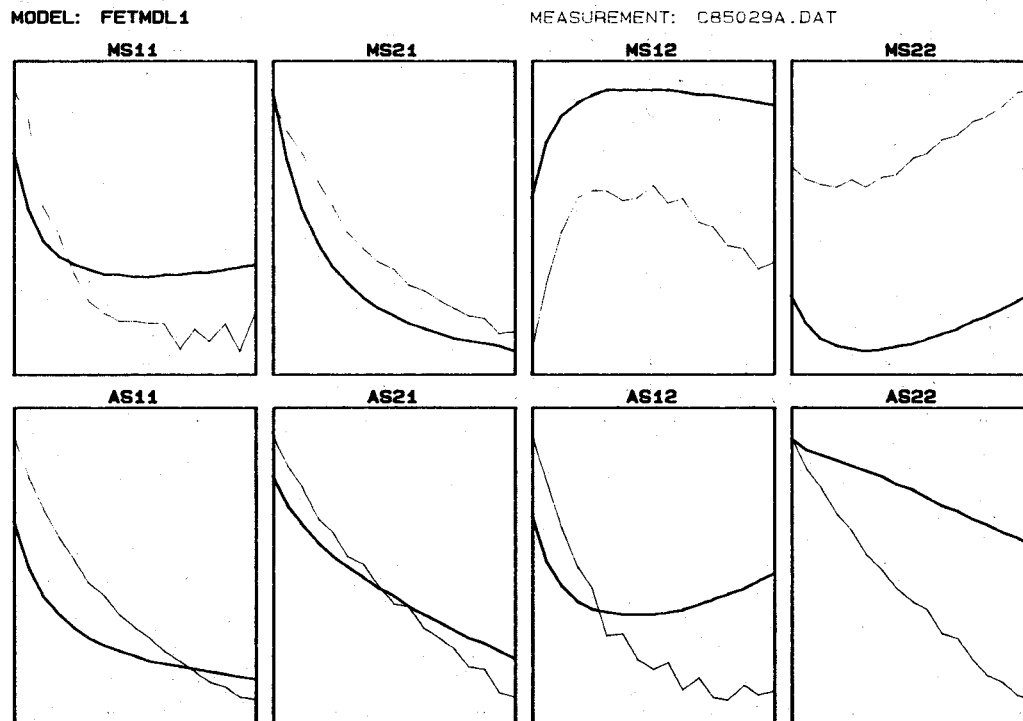 MODEL: FETMDL1 MEASUREMENT: C85029A.DAT
MS11 MS21 MS12 MS22
AS11 AS21 AS12 AS22